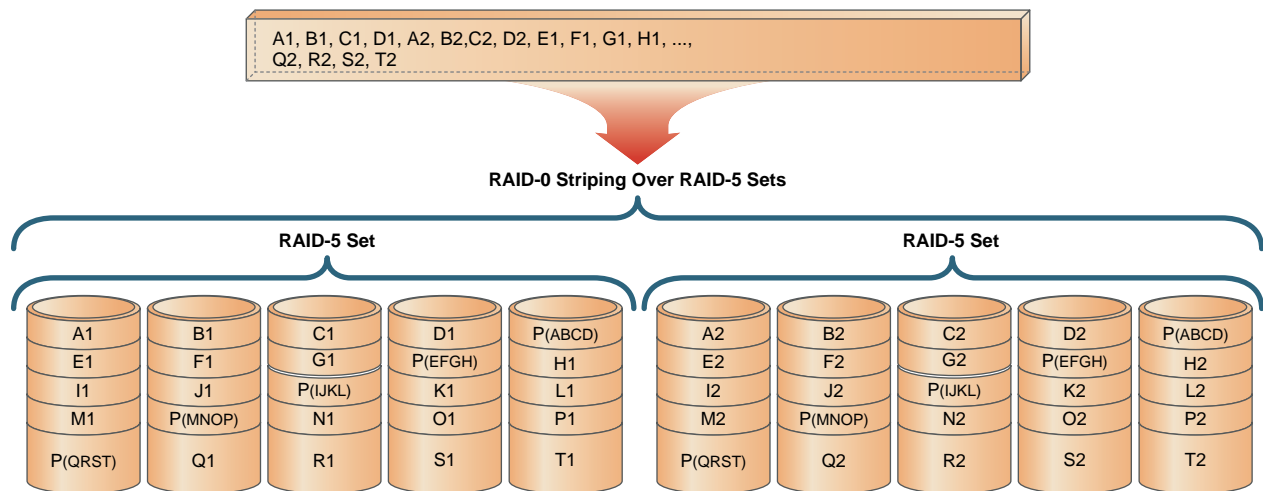 A1, B1, C1, D1, A2, B2,C2, D2, E1, F1, G1, H1, ...,
Q2, R2, S2, T2
RAID-0 Striping Over RAID-5 Sets
RAID-5 Set
RAID-5 Set
A1 B1 C1 D1 P(ABCD) A2 B2 C2 D2 P(ABCD)
E1 F1 G1 P(EFGH) H1 E2 F2 G2 P(EFGH) H2
I1 J1 P(IJKL) K1 L1 I2 J2 P(IJKL) K2 L2
M1 P(MNOP) N1 O1 P1 M2 P(MNOP) N2 O2 P2
P(QRST) Q1 R1 S1 T1 P(QRST) Q2 R2 S2 T2